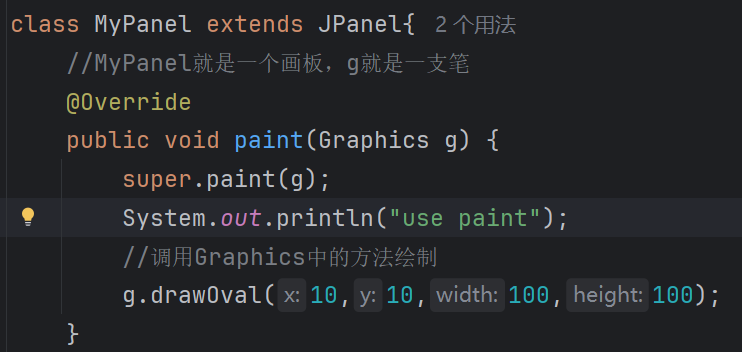 class MyPanel extends JPanel{ 2个用法
//MyPanel就是一个画板，g就是一支笔
@Override
public void paint(Graphics g) {
super.paint(g);
System.out.println("use paint");
//调用Graphics中的方法绘制
g.drawOval( x: 10, y: 10, width: 100, height: 100);
}